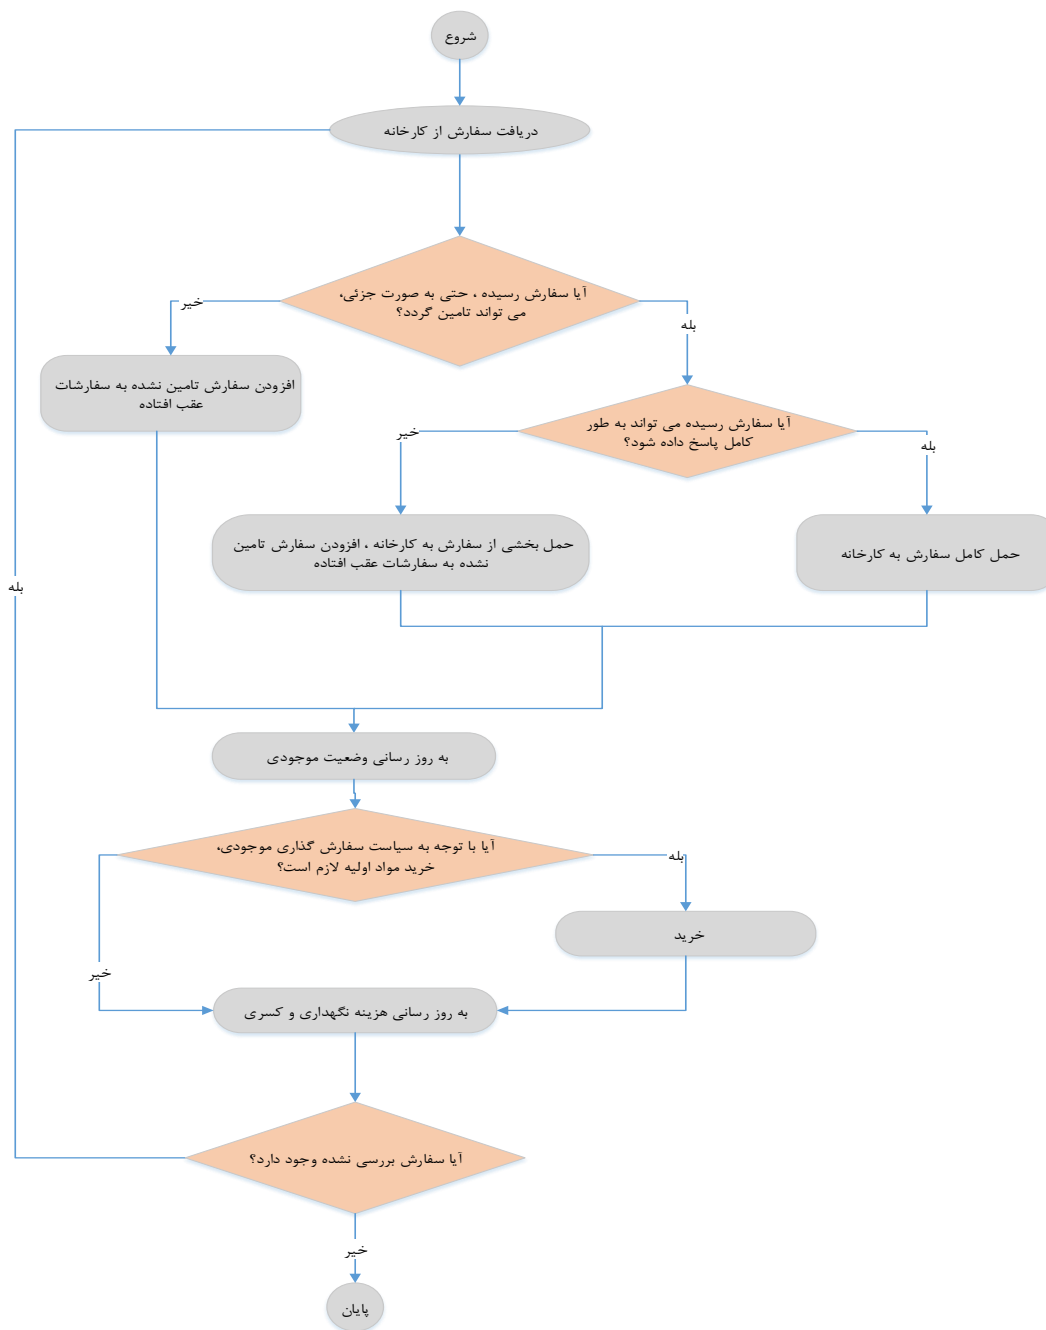 شروع
دریافت سفارش از کارخانه
آیا سفارش رسیده ، حتی به صورت جزئی،
می تواند تامین گردد؟
خیر
بله
افزودن سفارش تامین نشده به سفارشات
عقب افتاده
آیا سفارش رسیده می تواند به طور
کامل پاسخ داده شود؟
خیر
بله
حمل بخشی از سفارش به کارخانه ، افزودن سفارش تامین
نشده به سفارشات عقب افتاده
حمل کامل سفارش به کارخانه
بله
به روز رسانی وضعیت موجودی
آیا با توجه به سیاست سفارش گذاری موجودی،
خرید مواد اولیه لازم است؟
بله
خرید
خیر
به روز رسانی هزینه نگهداری و کسری
آیا سفارش بررسی نشده وجود دارد؟
خیر
پایان